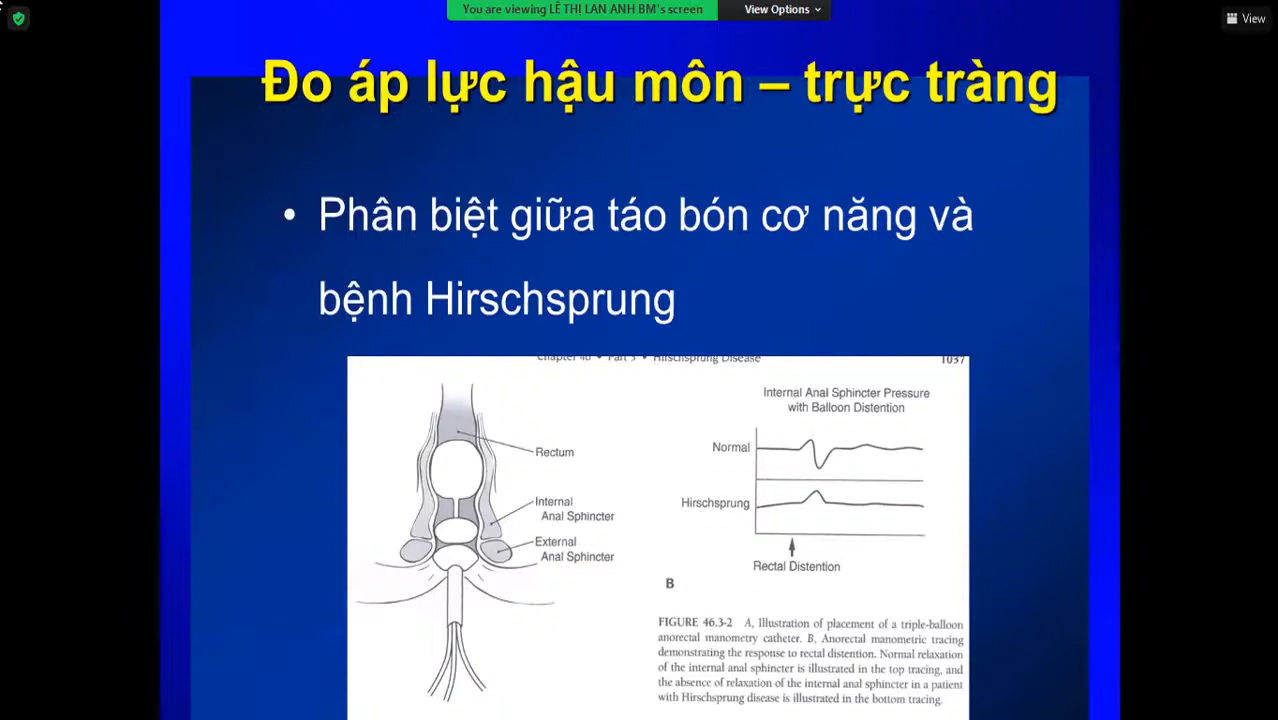 You are viewing LÊ THỊ LAN ANH BM's screen
View Options
View
Đo áp lực hậu môn – trực tràng
• Phân biệt giữa táo bón cơ năng và
bệnh Hirschsprung
Chapter 46 • Part 3 • Hirschsprung Disease
1037
Rectum
Internal
Anal Sphincter
External
Anal Sphincter
Internal Anal Sphincter Pressure
with Balloon Distention
Normal
Hirschsprung
Rectal Distention
B
FIGURE 46.3-2 A, Illustration of placement of a triple-balloon
anorectal manometry catheter. B, Anorectal manometric tracing
demonstrating the response to rectal distention. Normal relaxation
of the internal anal sphincter is illustrated in the top tracing, and
the absence of relaxation of the internal anal sphincter in a patient
with Hirschsprung disease is illustrated in the bottom tracing.